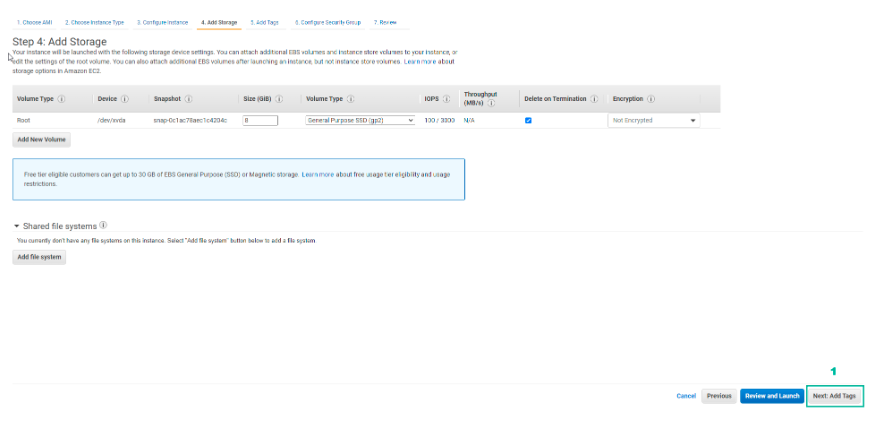 1. Choose AMI 2. Choose Instance Type 3. Configure Instance 4. Add Storage 5. Add Tags 6. Configure Security Group 7. Review
Step 4: Add Storage
Your instance will be launched with the following storage device settings. You can attach additional EBS volumes and instance store volumes to your instance, or
edit the settings of the root volume. You can also attach additional EBS volumes after launching an instance, but not instance store volumes. Learn more about
storage options in Amazon EC2.
Volume Type Device Snapshot Size (GiB) Volume Type IOPS Throughput (MB/s) Delete on Termination Encryption
Root /dev/xvda snap-0c1ac78aec1c4204c 8 General Purpose SSD (gp2) 100 / 3000 N/A Not Encrypted
Add New Volume
Free tier eligible customers can get up to 30 GB of EBS General Purpose (SSD) or Magnetic storage. Learn more about free usage tier eligibility and usage
restrictions.
Shared file systems
You currently don't have any file systems on this instance. Select "Add file system" button below to add a file system
Add file system
1
Cancel Previous Review and Launch Next: Add Tags